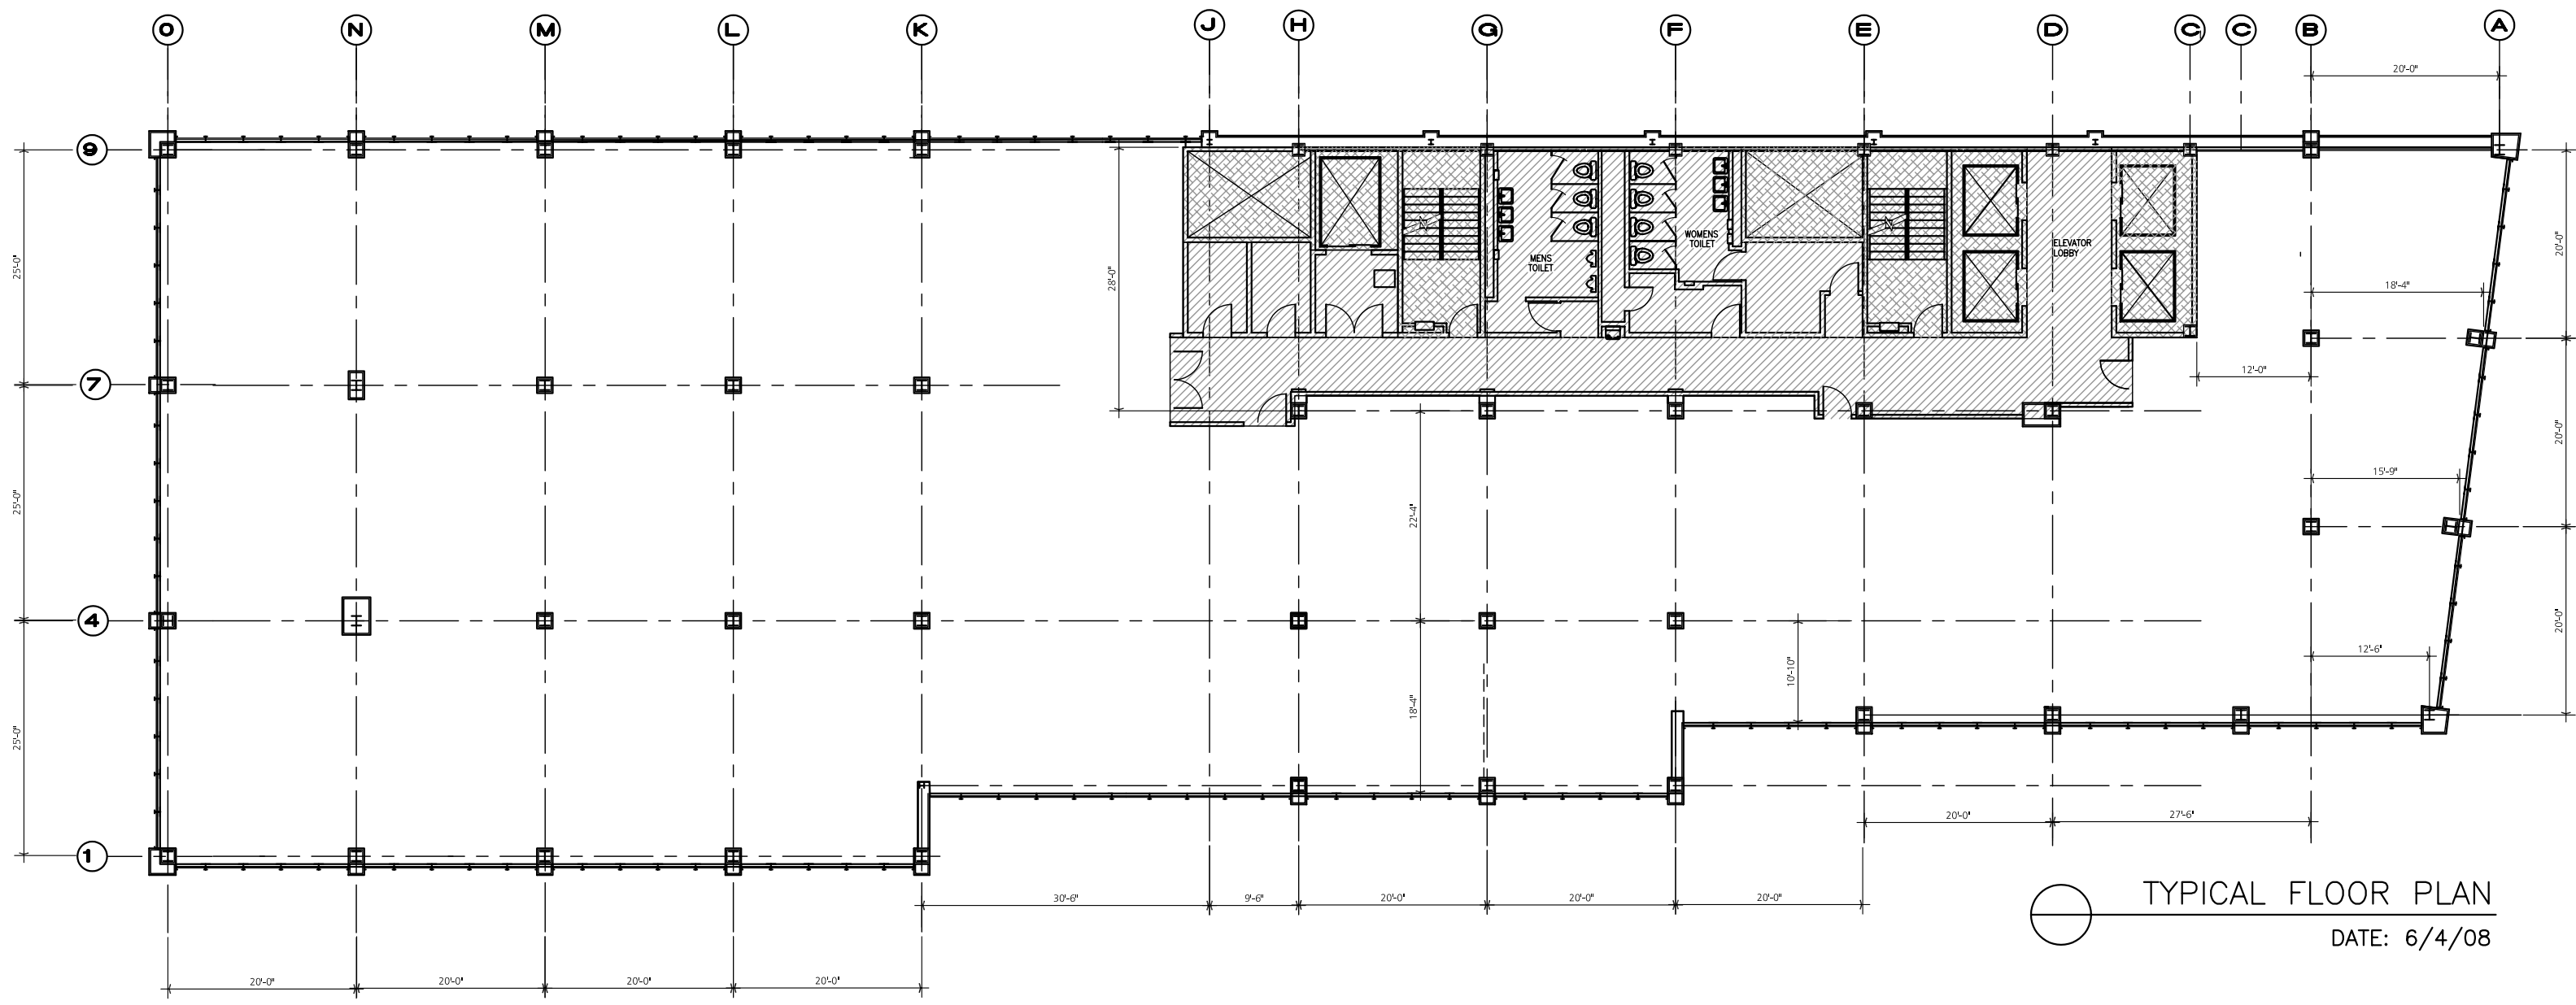 O N M L K J H G F E D C C B A
20'-0"
9
7
4
1
25'-0"
25'-0"
25'-0"
28'-0"
MENS
TOILET
WOMENS
TOILET
ELEVATOR
LOBBY
20'-0"
18'-4"
12'-0"
20'-0"
15'-9"
22'-4"
20'-0"
12'-6"
10'-10"
18'-4"
20'-0" 27'-6"
30'-6" 9'-6" 20'-0" 20'-0" 20'-0"
20'-0" 20'-0" 20'-0" 20'-0"
TYPICAL FLOOR PLAN
DATE: 6/4/08